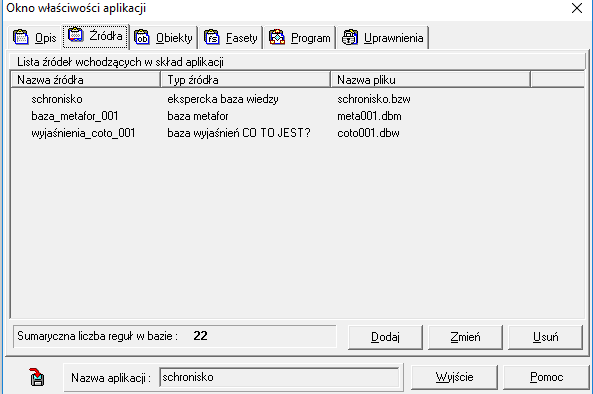 Okno właściwości aplikacji
Opis Źródła Obiekty Fasety Program Uprawnienia
Lista źródeł wchodzących w skład aplikacji
Nazwa źródła Typ źródła Nazwa pliku
schronisko ekspercka baza wiedzy schronisko.bzw
baza_metafor_001 baza metafor meta001.dbm
wyjaśnienia_coto_001 baza wyjaśnień CO TO JEST? coto001.dbw
Sumaryczna liczba reguł w bazie : 22 Dodaj Zmień Usuń
Nazwa aplikacji : schronisko Wyjście Pomoc